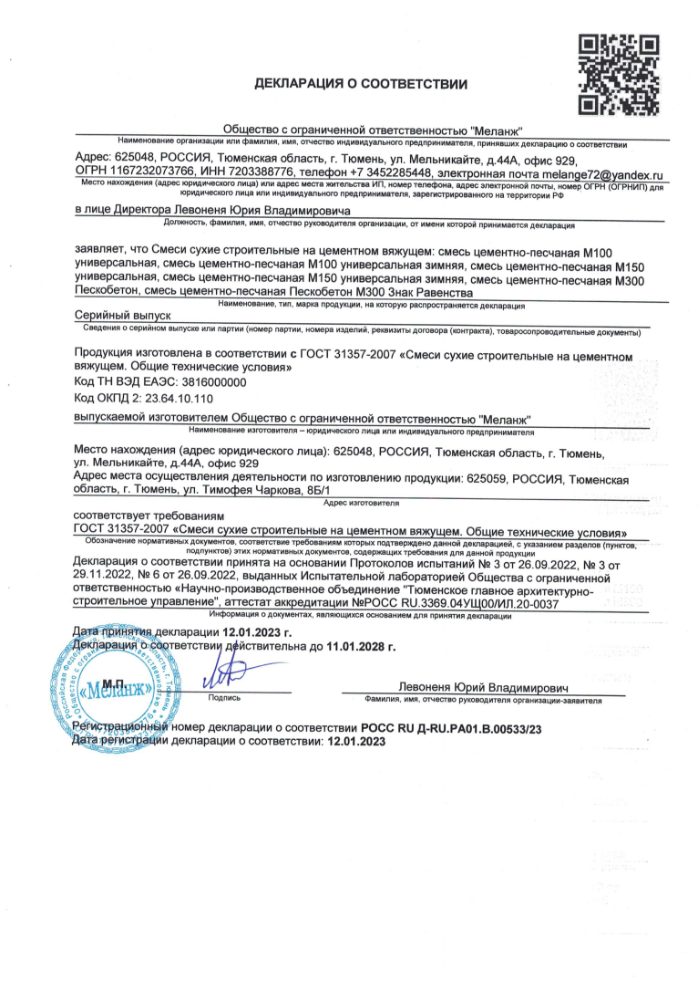 ДЕКЛАРАЦИЯ О СООТВЕТСТВИИ
Общество с ограниченной ответственностью "Меланж"
Наименование организации или фамилия, имя, отчество индивидуального предпринимателя, принявших декларацию о соответствии
Адрес: 625048, РОССИЯ, Тюменская область, г. Тюмень, ул. Мельникайте, д.44А, офис 929,
ОГРН 1167232073766, ИНН 7203388776, телефон +7 3452285448, электронная почта melange72@yandex.ru
Место нахождения (адрес юридического лица) или адрес места жительства ИП, номер телефона, адрес электронной почты, номер ОГРН (ОГРНИП) для
юридического лица или индивидуального предпринимателя, зарегистрированного на территории РФ
в лице Директора Левоненя Юрия Владимировича
Должность, фамилия, имя, отчество руководителя организации, от имени которой принимается декларация
заявляет, что Смеси сухие строительные на цементном вяжущем: смесь цементно-песчаная М100
универсальная, смесь цементно-песчаная М100 универсальная зимняя, смесь цементно-песчаная М150
универсальная, смесь цементно-песчаная М150 универсальная зимняя, смесь цементно-песчаная М300
Пескобетон, смесь цементно-песчаная Пескобетон М300 Знак Равенства
Наименование, тип, марка продукции, на которую распространяется декларация
Серийный выпуск
Сведения о серийном выпуске или партии (номер партии, номера изделий, реквизиты договора (контракта), товаросопроводительные документы)
Продукция изготовлена в соответствии с ГОСТ 31357-2007 «Смеси сухие строительные на цементном
вяжущем. Общие технические условия»
Код ТН ВЭД ЕАЭС: 3816000000
Код ОКПД 2: 23.64.10.110
выпускаемой изготовителем Общество с ограниченной ответственностью "Меланж"
Наименование изготовителя – юридического лица или индивидуального предпринимателя
Место нахождения (адрес юридического лица): 625048, РОССИЯ, Тюменская область, г. Тюмень,
ул. Мельникайте, д.44А, офис 929
Адрес места осуществления деятельности по изготовлению продукции: 625059, РОССИЯ, Тюменская
область, г. Тюмень, ул. Тимофея Чаркова, 8Б/1
Адрес изготовителя
соответствует требованиям
ГОСТ 31357-2007 «Смеси сухие строительные на цементном вяжущем. Общие технические условия»
Обозначение нормативных документов, соответствие требованиям которых подтверждено данной декларацией, с указанием разделов (пунктов,
подпунктов) этих нормативных документов, содержащих требования для данной продукции
Декларация о соответствии принята на основании Протоколов испытаний № 3 от 26.09.2022, № 3 от
29.11.2022, № 6 от 26.09.2022, выданных Испытательной лабораторией Общества с ограниченной
ответственностью «Научно-производственное объединение "Тюменское главное архитектурно-
строительное управление", аттестат аккредитации №РОСС RU.3369.04УЩ00/ИЛ.20-0037
Информация о документах, являющихся основанием для принятия декларации
Дата принятия декларации 12.01.2023 г.
Декларация о соответствии действительна до 11.01.2028 г.
М.П.
«Меланж»
Подпись
Левоненя Юрий Владимирович
Фамилия, имя, отчество руководителя организации-заявителя
Регистрационный номер декларации о соответствии РОСС RU Д-RU.РА01.В.00533/23
Дата регистрации декларации о соответствии: 12.01.2023